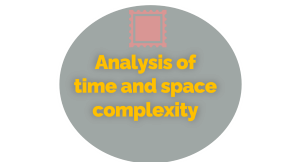 Analysis of
time and space
complexity